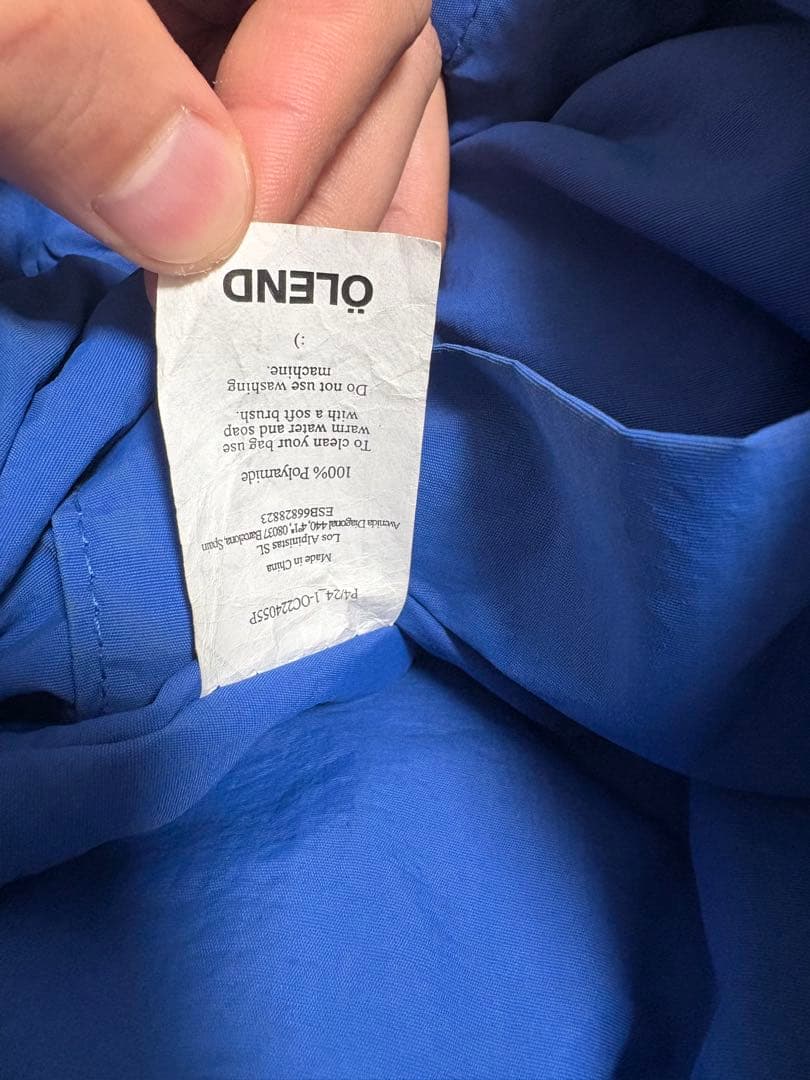 P4/24_1-OC224055P
Made in China
Los Alpinistas SL
Avenida Diagonal 440, 4º1ª, 08037 Barcelona, Spain
ESB66828823
100% Polyamide
To clean your bag use
warm water and soap
with a soft brush.
Do not use washing
machine.
:)
ÖLEND